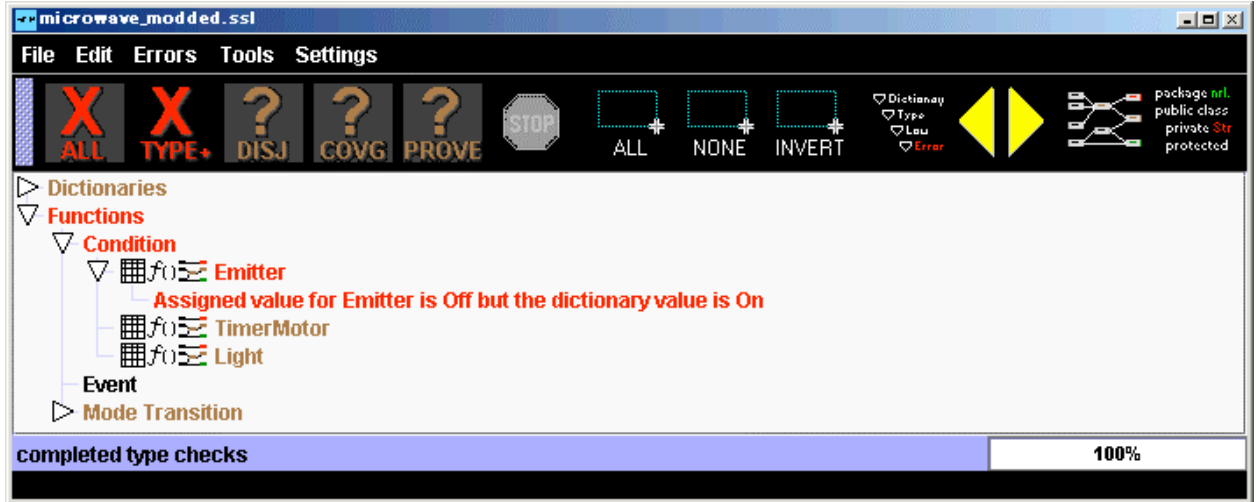 microwave_modded.ssl
File Edit Errors Tools Settings
X ALL
X TYPE+
? DISJ
? COVG
? PROVE
STOP
ALL
NONE
INVERT
Dictionay
Type
Law
Error
package nrl.
public class
private Str
protected
Dictionaries
Functions
Condition
f() Emitter
Assigned value for Emitter is Off but the dictionary value is On
f() TimerMotor
f() Light
Event
Mode Transition
completed type checks
100%